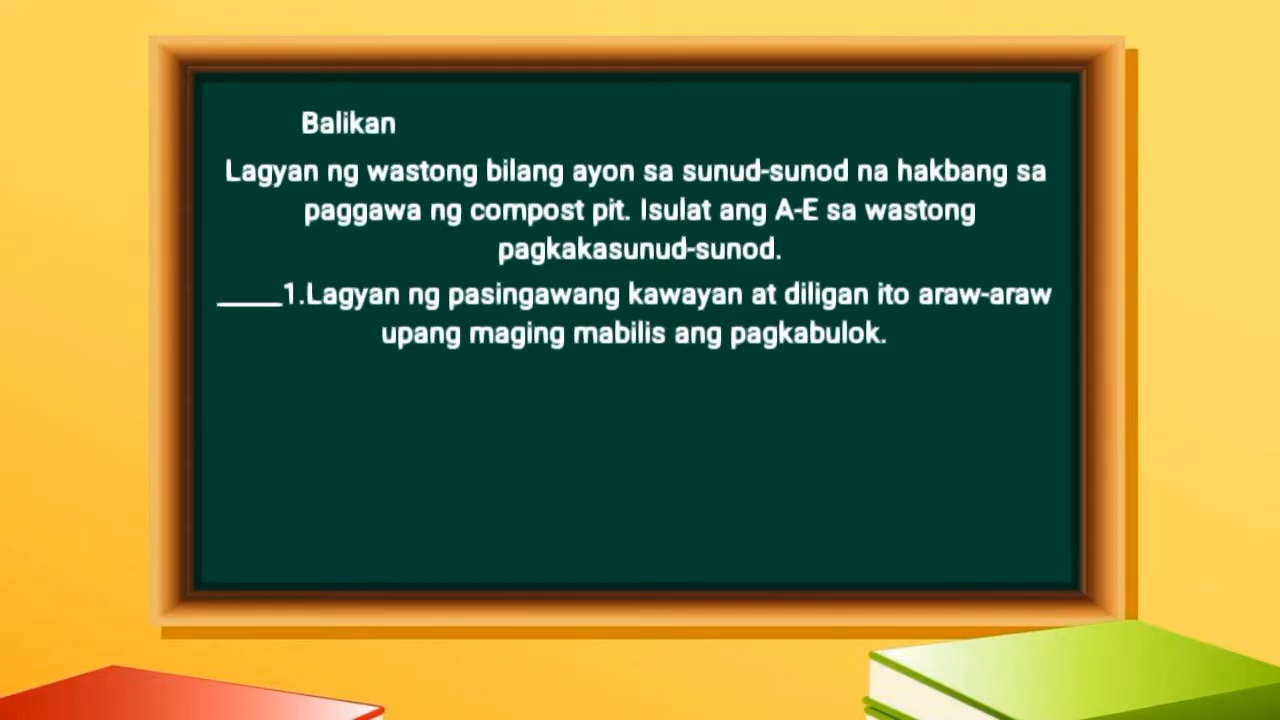 Balikan
Lagyan ng wastong bilang ayon sa sunud-sunod na hakbang sa
paggawa ng compost pit. Isulat ang A-E sa wastong
pagkakasunud-sunod.
_____1.Lagyan ng pasingawang kawayan at diligan ito araw-araw
upang maging mabilis ang pagkabulok.